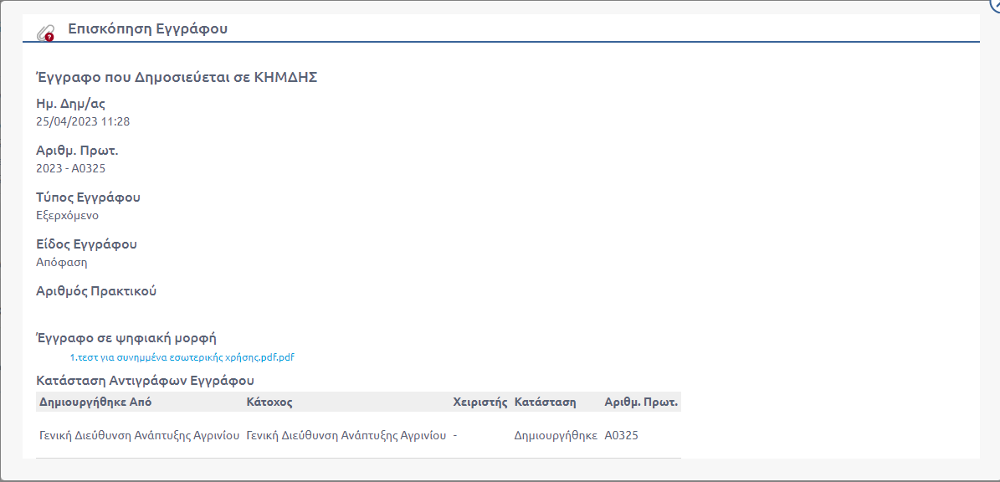 Επισκόπηση Εγγράφου
Έγγραφο που Δημοσιεύεται σε ΚΗΜΔΗΣ
Ημ. Δημ/ας
25/04/2023 11:28
Αριθμ. Πρωτ.
2023 - Α0325
Τύπος Εγγράφου
Εξερχόμενο
Είδος Εγγράφου
Απόφαση
Αριθμός Πρακτικού
Έγγραφο σε ψηφιακή μορφή
1.τεστ για συνημμένα εσωτερικής χρήσης.pdf.pdf
Κατάσταση Αντιγράφων Εγγράφου
Δημιουργήθηκε Από Κάτοχος Χειριστής Κατάσταση Αριθμ. Πρωτ.
Γενική Διεύθυνση Ανάπτυξης Αγρινίου Γενική Διεύθυνση Ανάπτυξης Αγρινίου - Δημιουργήθηκε Α0325